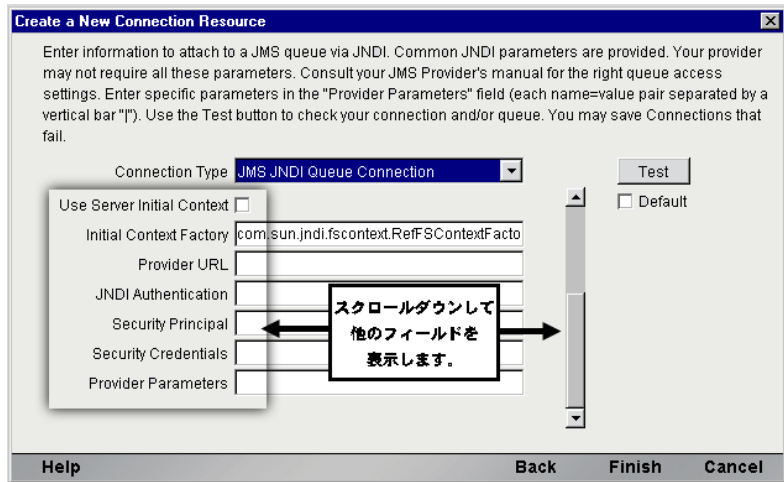 Create a New Connection Resource
Enter information to attach to a JMS queue via JNDI. Common JNDI parameters are provided. Your provider
may not require all these parameters. Consult your JMS Provider's manual for the right queue access
settings. Enter specific parameters in the "Provider Parameters" field (each name=value pair separated by a
vertical bar "|"). Use the Test button to check your connection and/or queue. You may save Connections that
fail.
Connection Type JMS JNDI Queue Connection Test
Use Server Initial Context Default
Initial Context Factory com.sun.jndi.fscontext.RefFSContextFacto
Provider URL
JNDI Authentication
Security Principal
Security Credentials
Provider Parameters
スクロールダウンして
他のフィールドを
表示します。
Help Back Finish Cancel